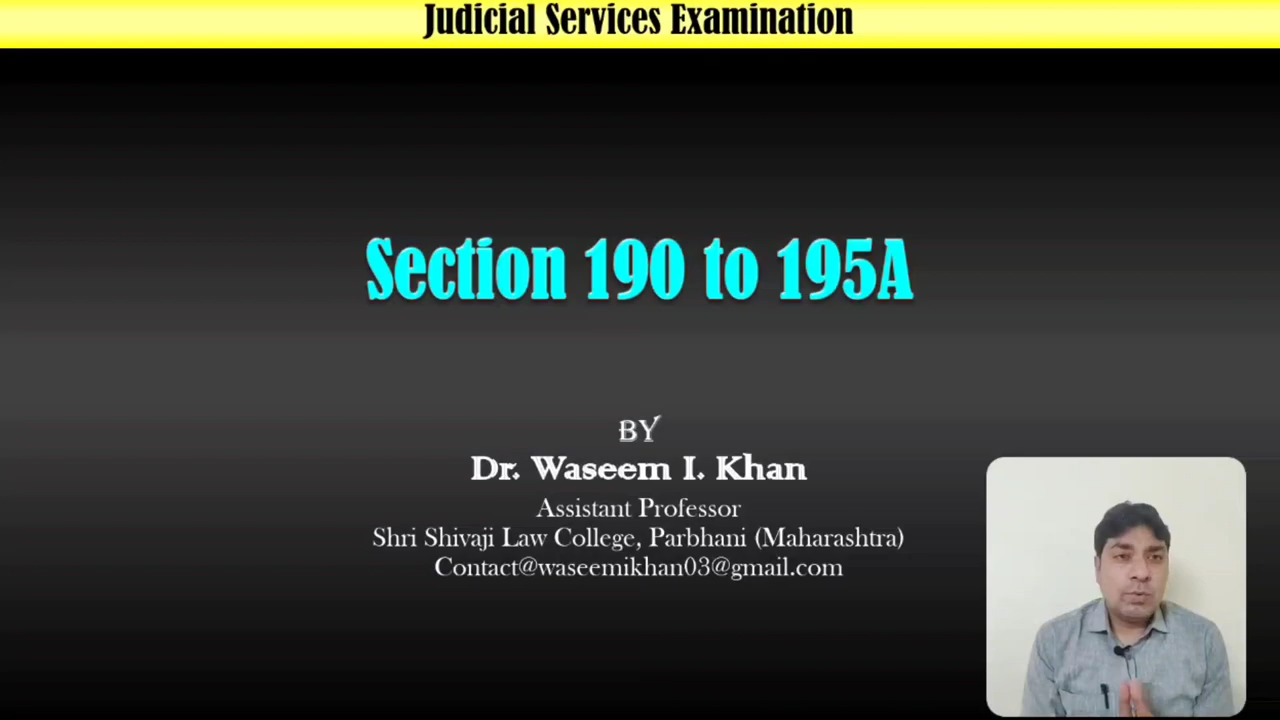 Judicial Services Examination
Section 190 to 195A
BY
Dr. Waseem I. Khan
Assistant Professor
Shri Shivaji Law College, Parbhani (Maharashtra)
Contact@waseemikhan03@gmail.com